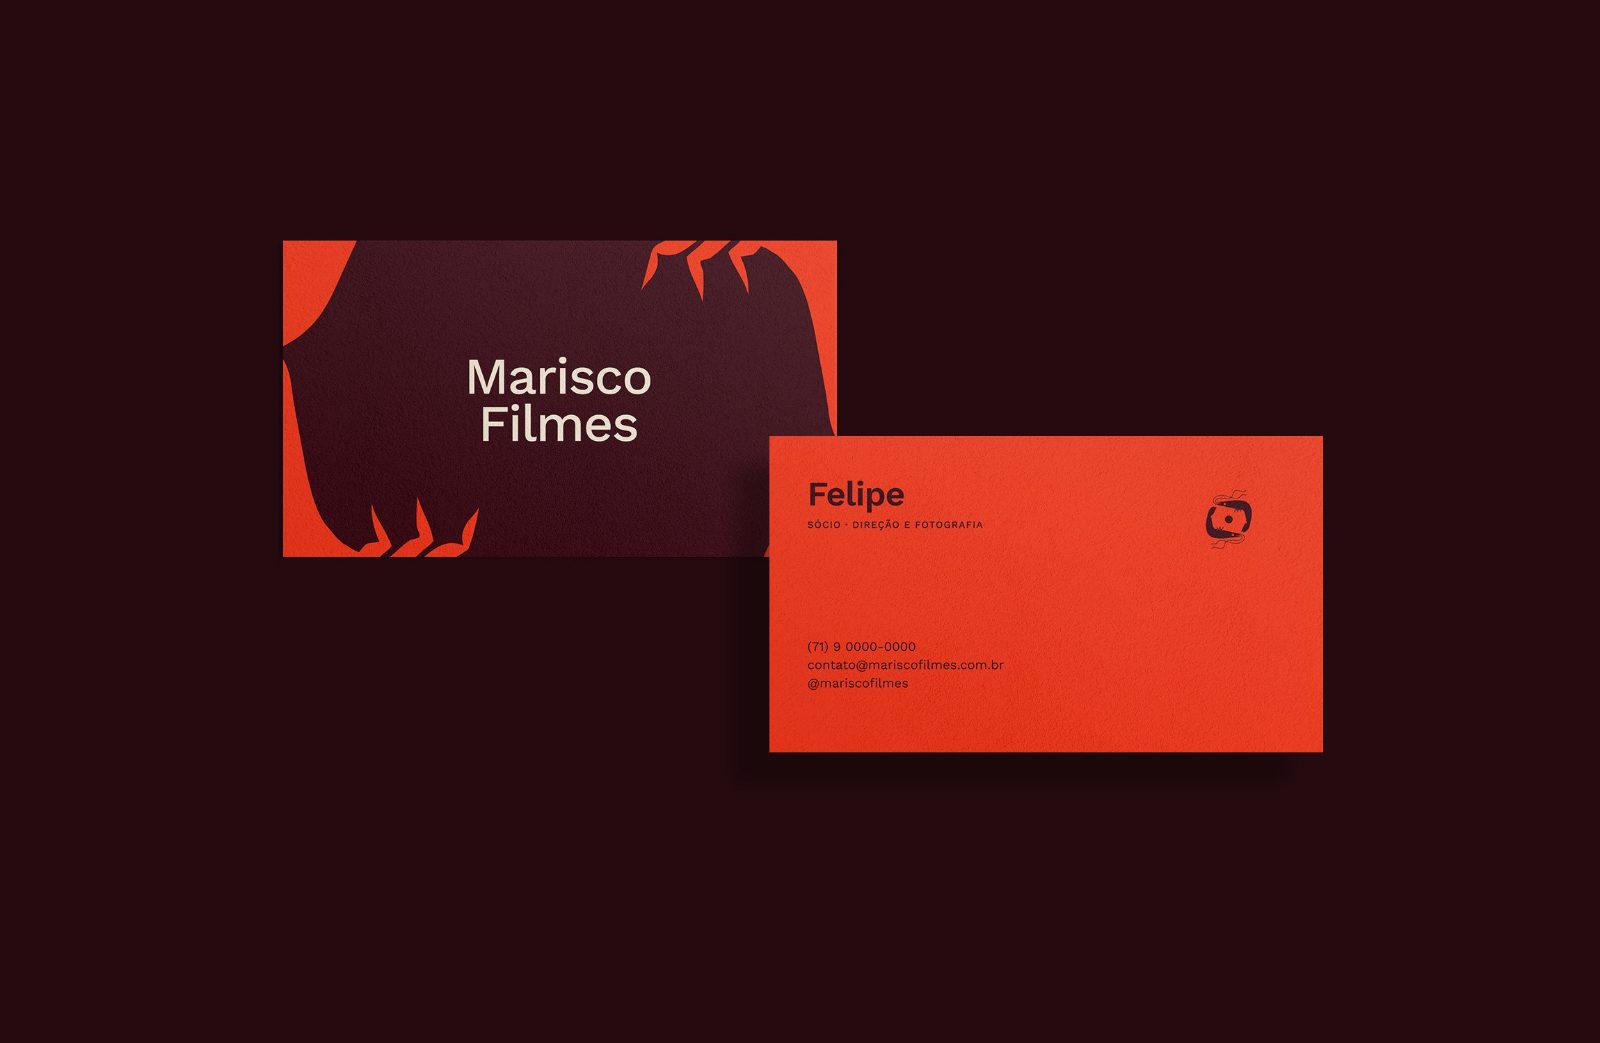 Marisco
Filmes
Felipe
SÓCIO · DIREÇÃO E FOTOGRAFIA
(71) 9 0000-0000
contato@mariscofilmes.com.br
@mariscofilmes